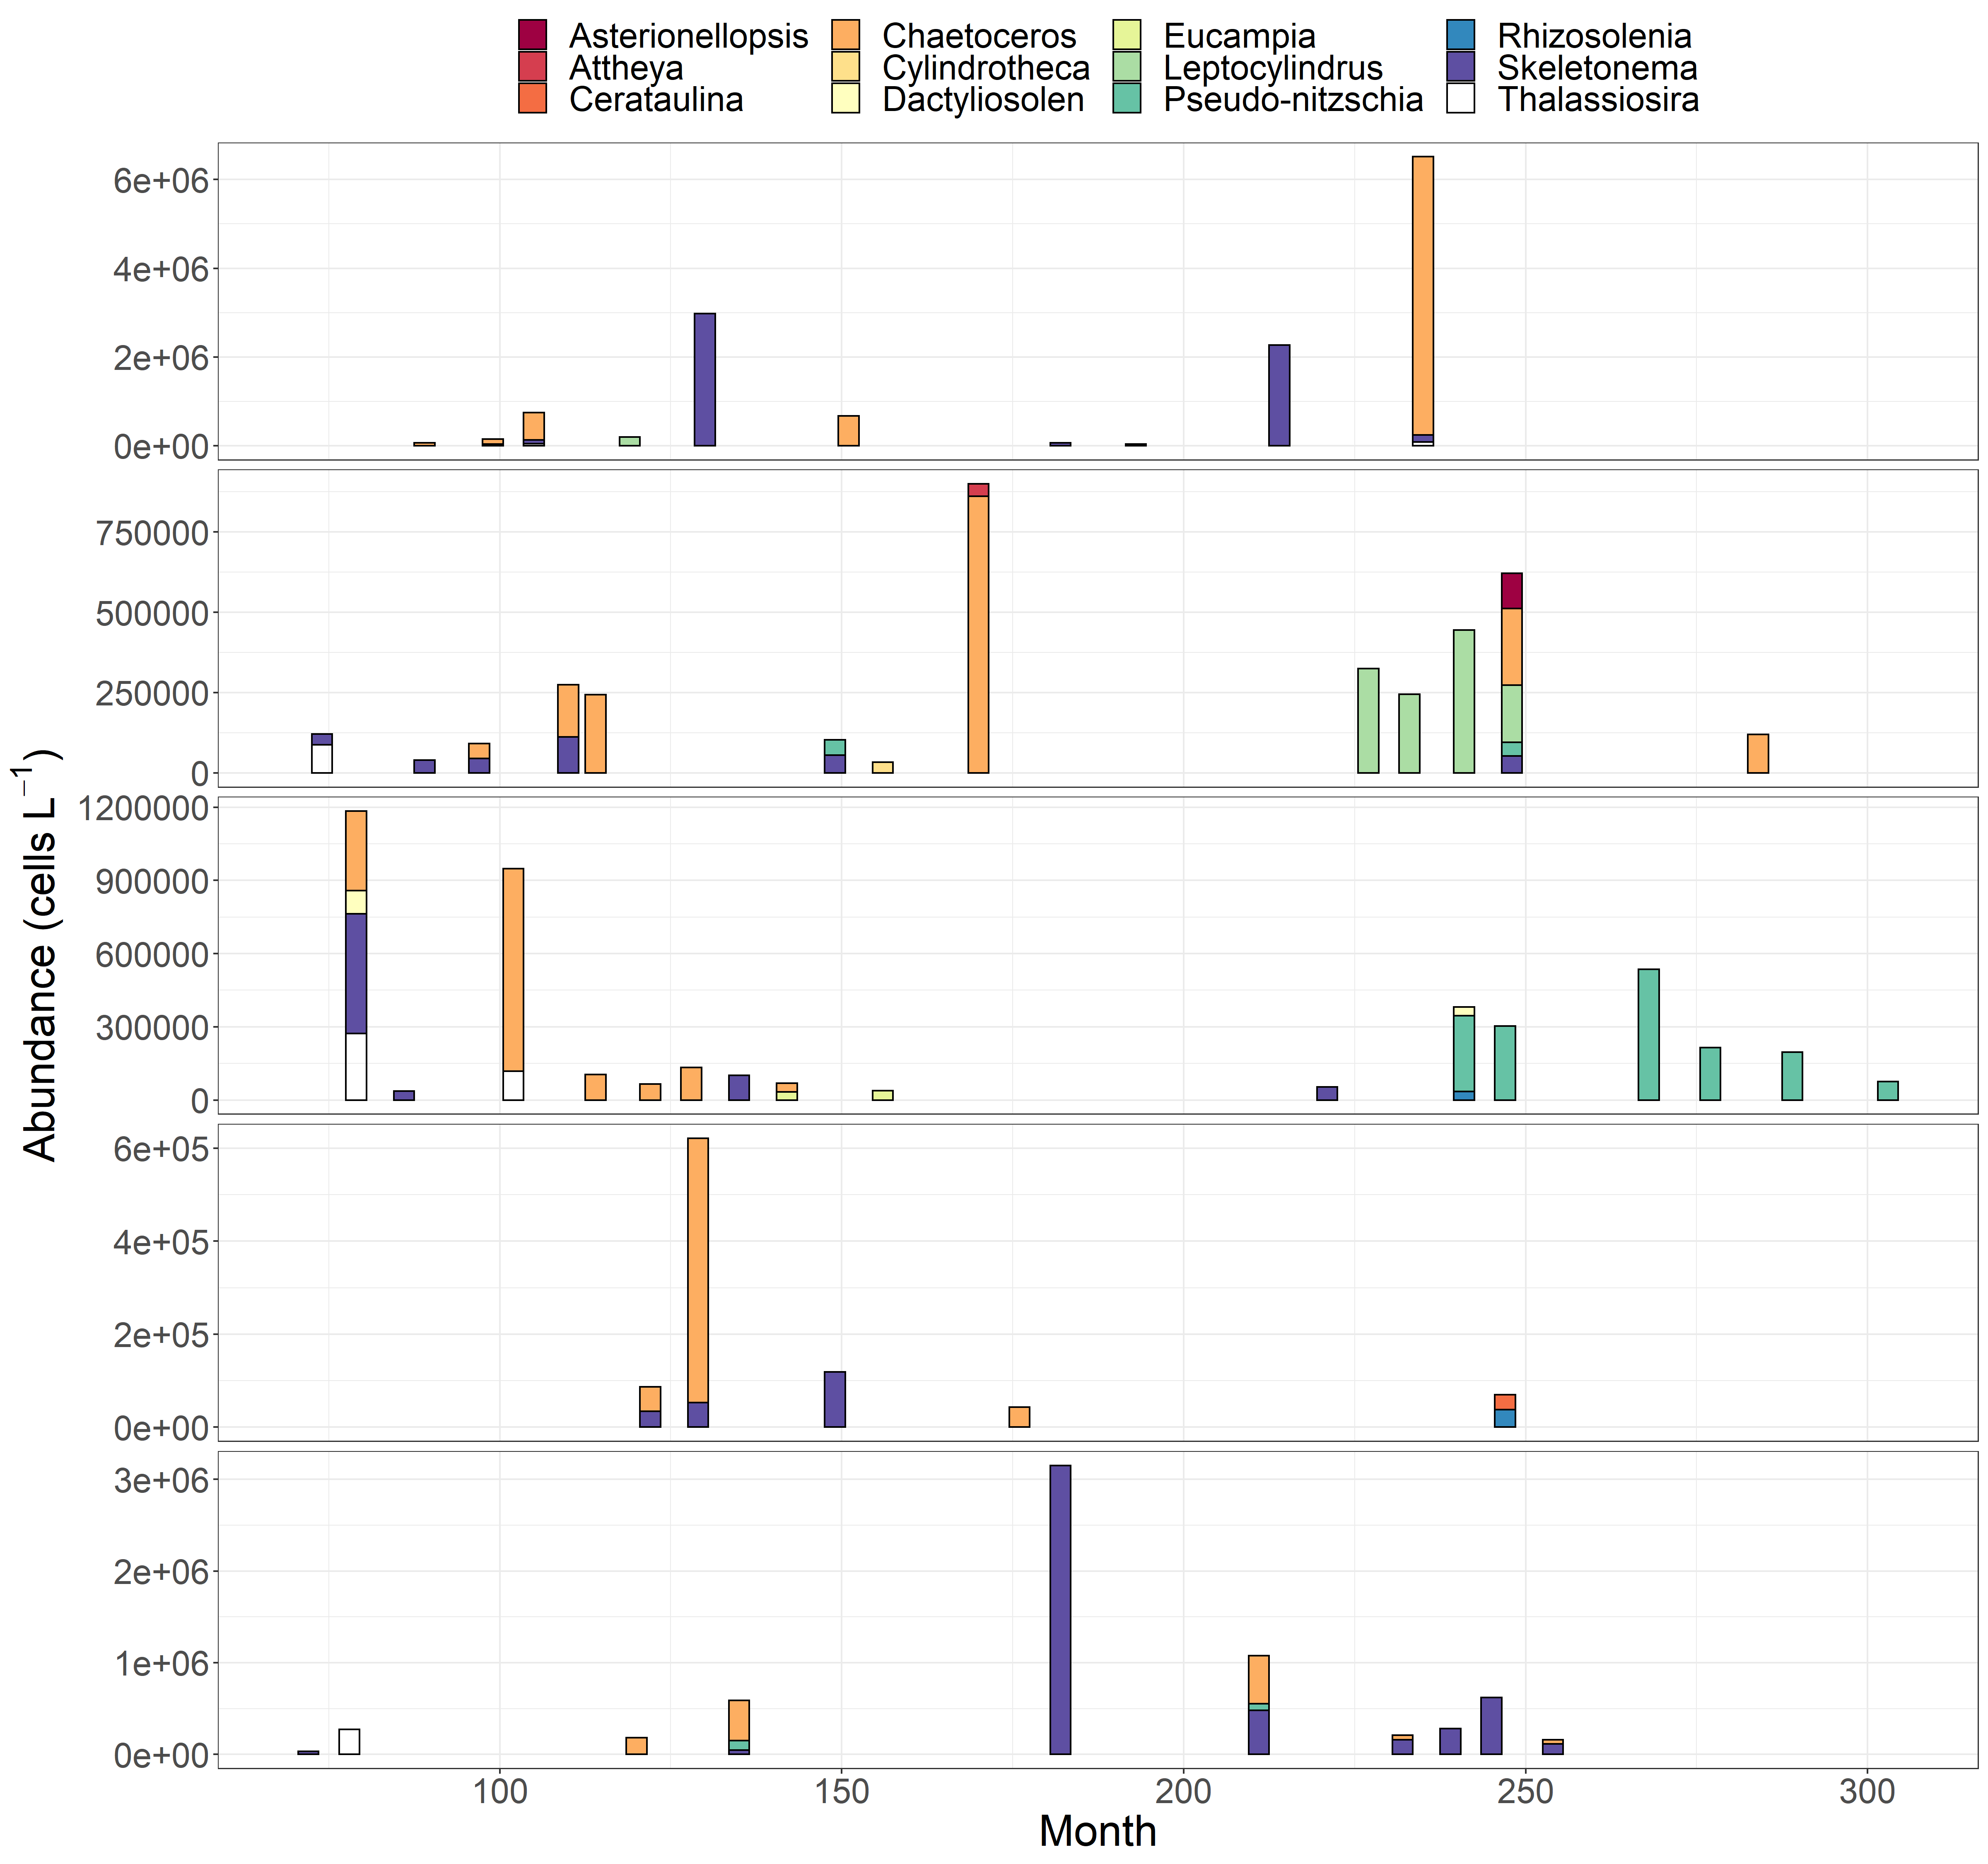 Asterionellopsis Chaetoceros Eucampia Rhizosolenia
Attheya Cylindrotheca Leptocylindrus Skeletonema
Cerataulina Dactyliosolen Pseudo-nitzschia Thalassiosira
6e+06
4e+06
2e+06
0e+00
750000
500000
250000
0
1200000
900000
600000
300000
0
6e+05
4e+05
2e+05
0e+00
3e+06
2e+06
1e+06
0e+00
Abundance (cells L⁻¹)
100 150 200 250 300
Month